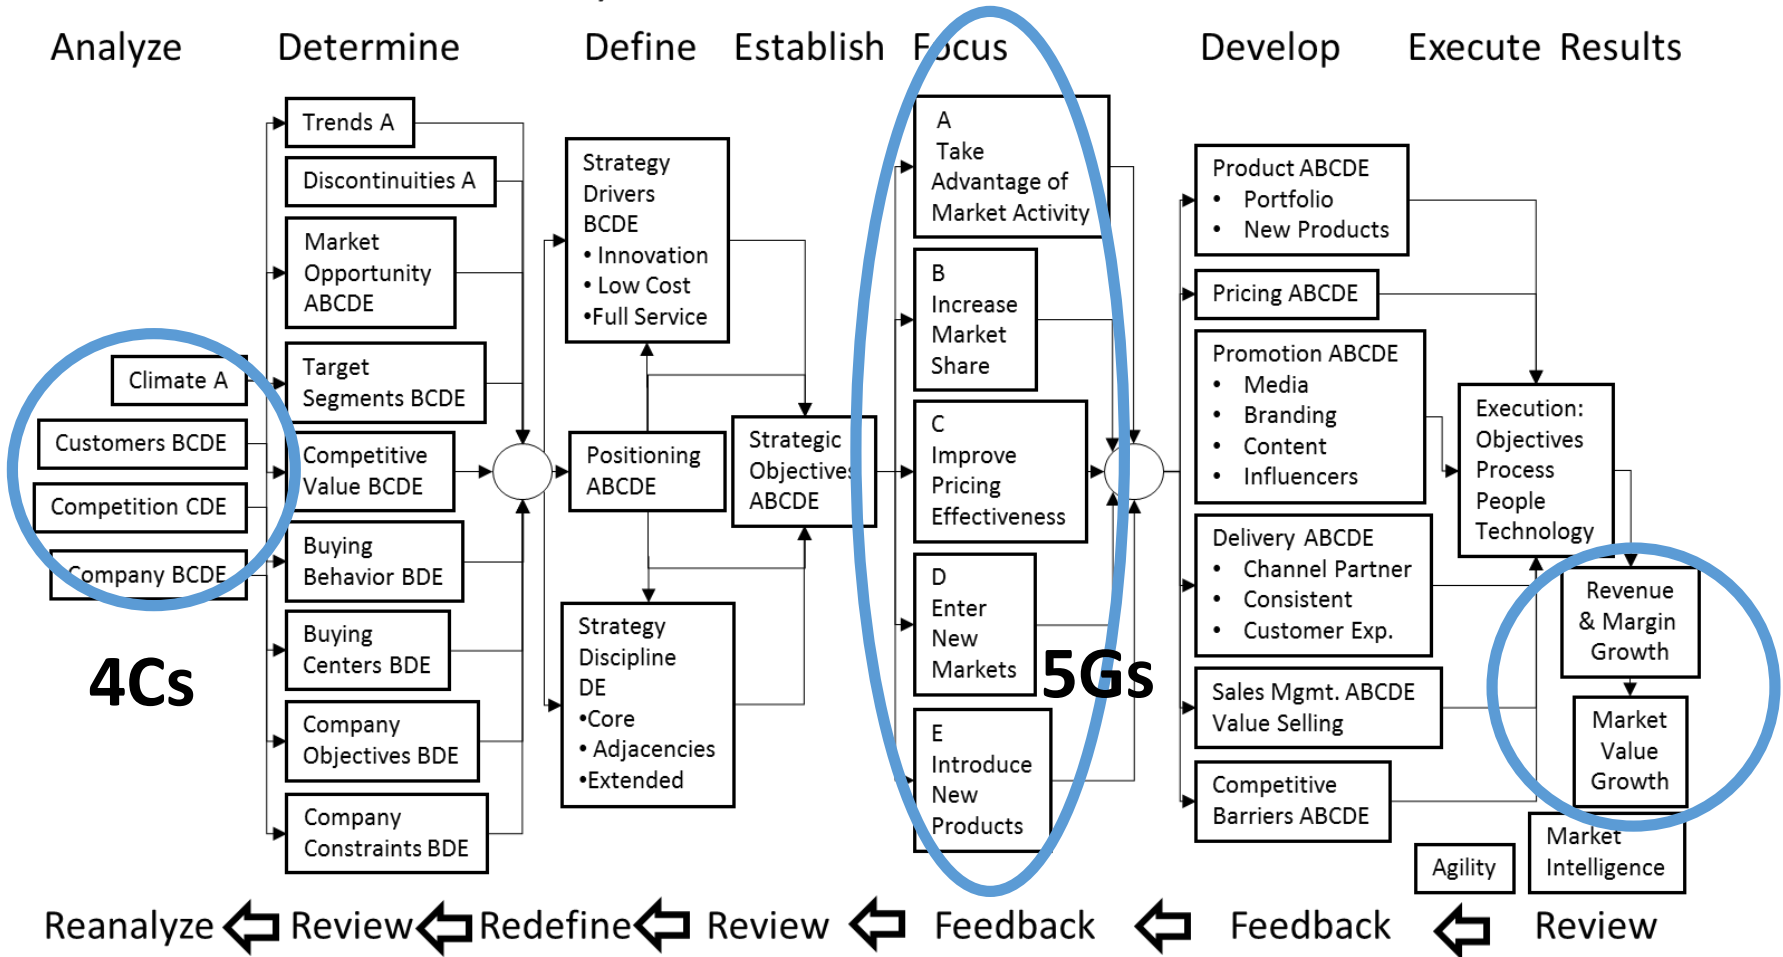 Analyze Determine Define Establish Focus Develop Execute Results
Climate A
Customers BCDE
Competition CDE
Company BCDE
4Cs
Trends A
Discontinuities A
Market
Opportunity
ABCDE
Target
Segments BCDE
Competitive
Value BCDE
Buying
Behavior BDE
Buying
Centers BDE
Company
Objectives BDE
Company
Constraints BDE
Strategy
Drivers
BCDE
• Innovation
• Low Cost
•Full Service
Positioning
ABCDE
Strategy
Discipline
DE
•Core
• Adjacencies
•Extended
Strategic
Objectives
ABCDE
A
Take
Advantage of
Market Activity
B
Increase
Market
Share
C
Improve
Pricing
Effectiveness
D
Enter
New
Markets
E
Introduce
New
Products
5Gs
Product ABCDE
• Portfolio
• New Products
Pricing ABCDE
Promotion ABCDE
• Media
• Branding
• Content
• Influencers
Delivery ABCDE
• Channel Partner
• Consistent
• Customer Exp.
Sales Mgmt. ABCDE
Value Selling
Competitive
Barriers ABCDE
Execution:
Objectives
Process
People
Technology
Revenue
& Margin
Growth
Market
Value
Growth
Agility
Market
Intelligence
Reanalyze Review Redefine Review Feedback Feedback Review